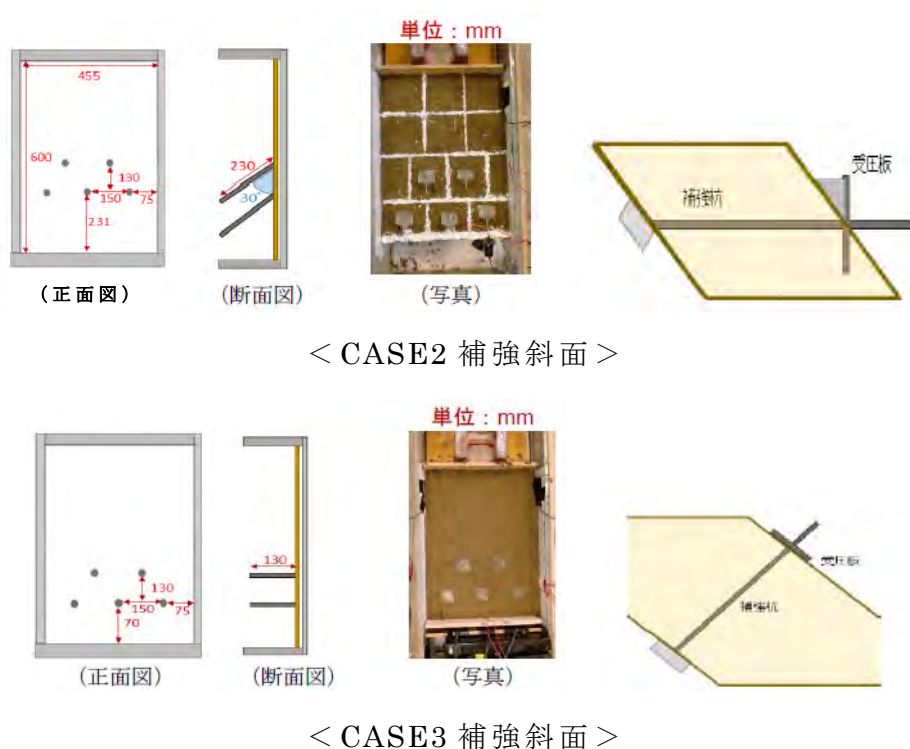 単位:mm
455
600
130
150
75
231
230
30°
補強杭
受圧板
(正面図)
(断面図)
(写真)
<CASE2 補強斜面>
単位:mm
130
150
75
70
130
受圧板
補強杭
(正面図)
(断面図)
(写真)
<CASE3 補強斜面>